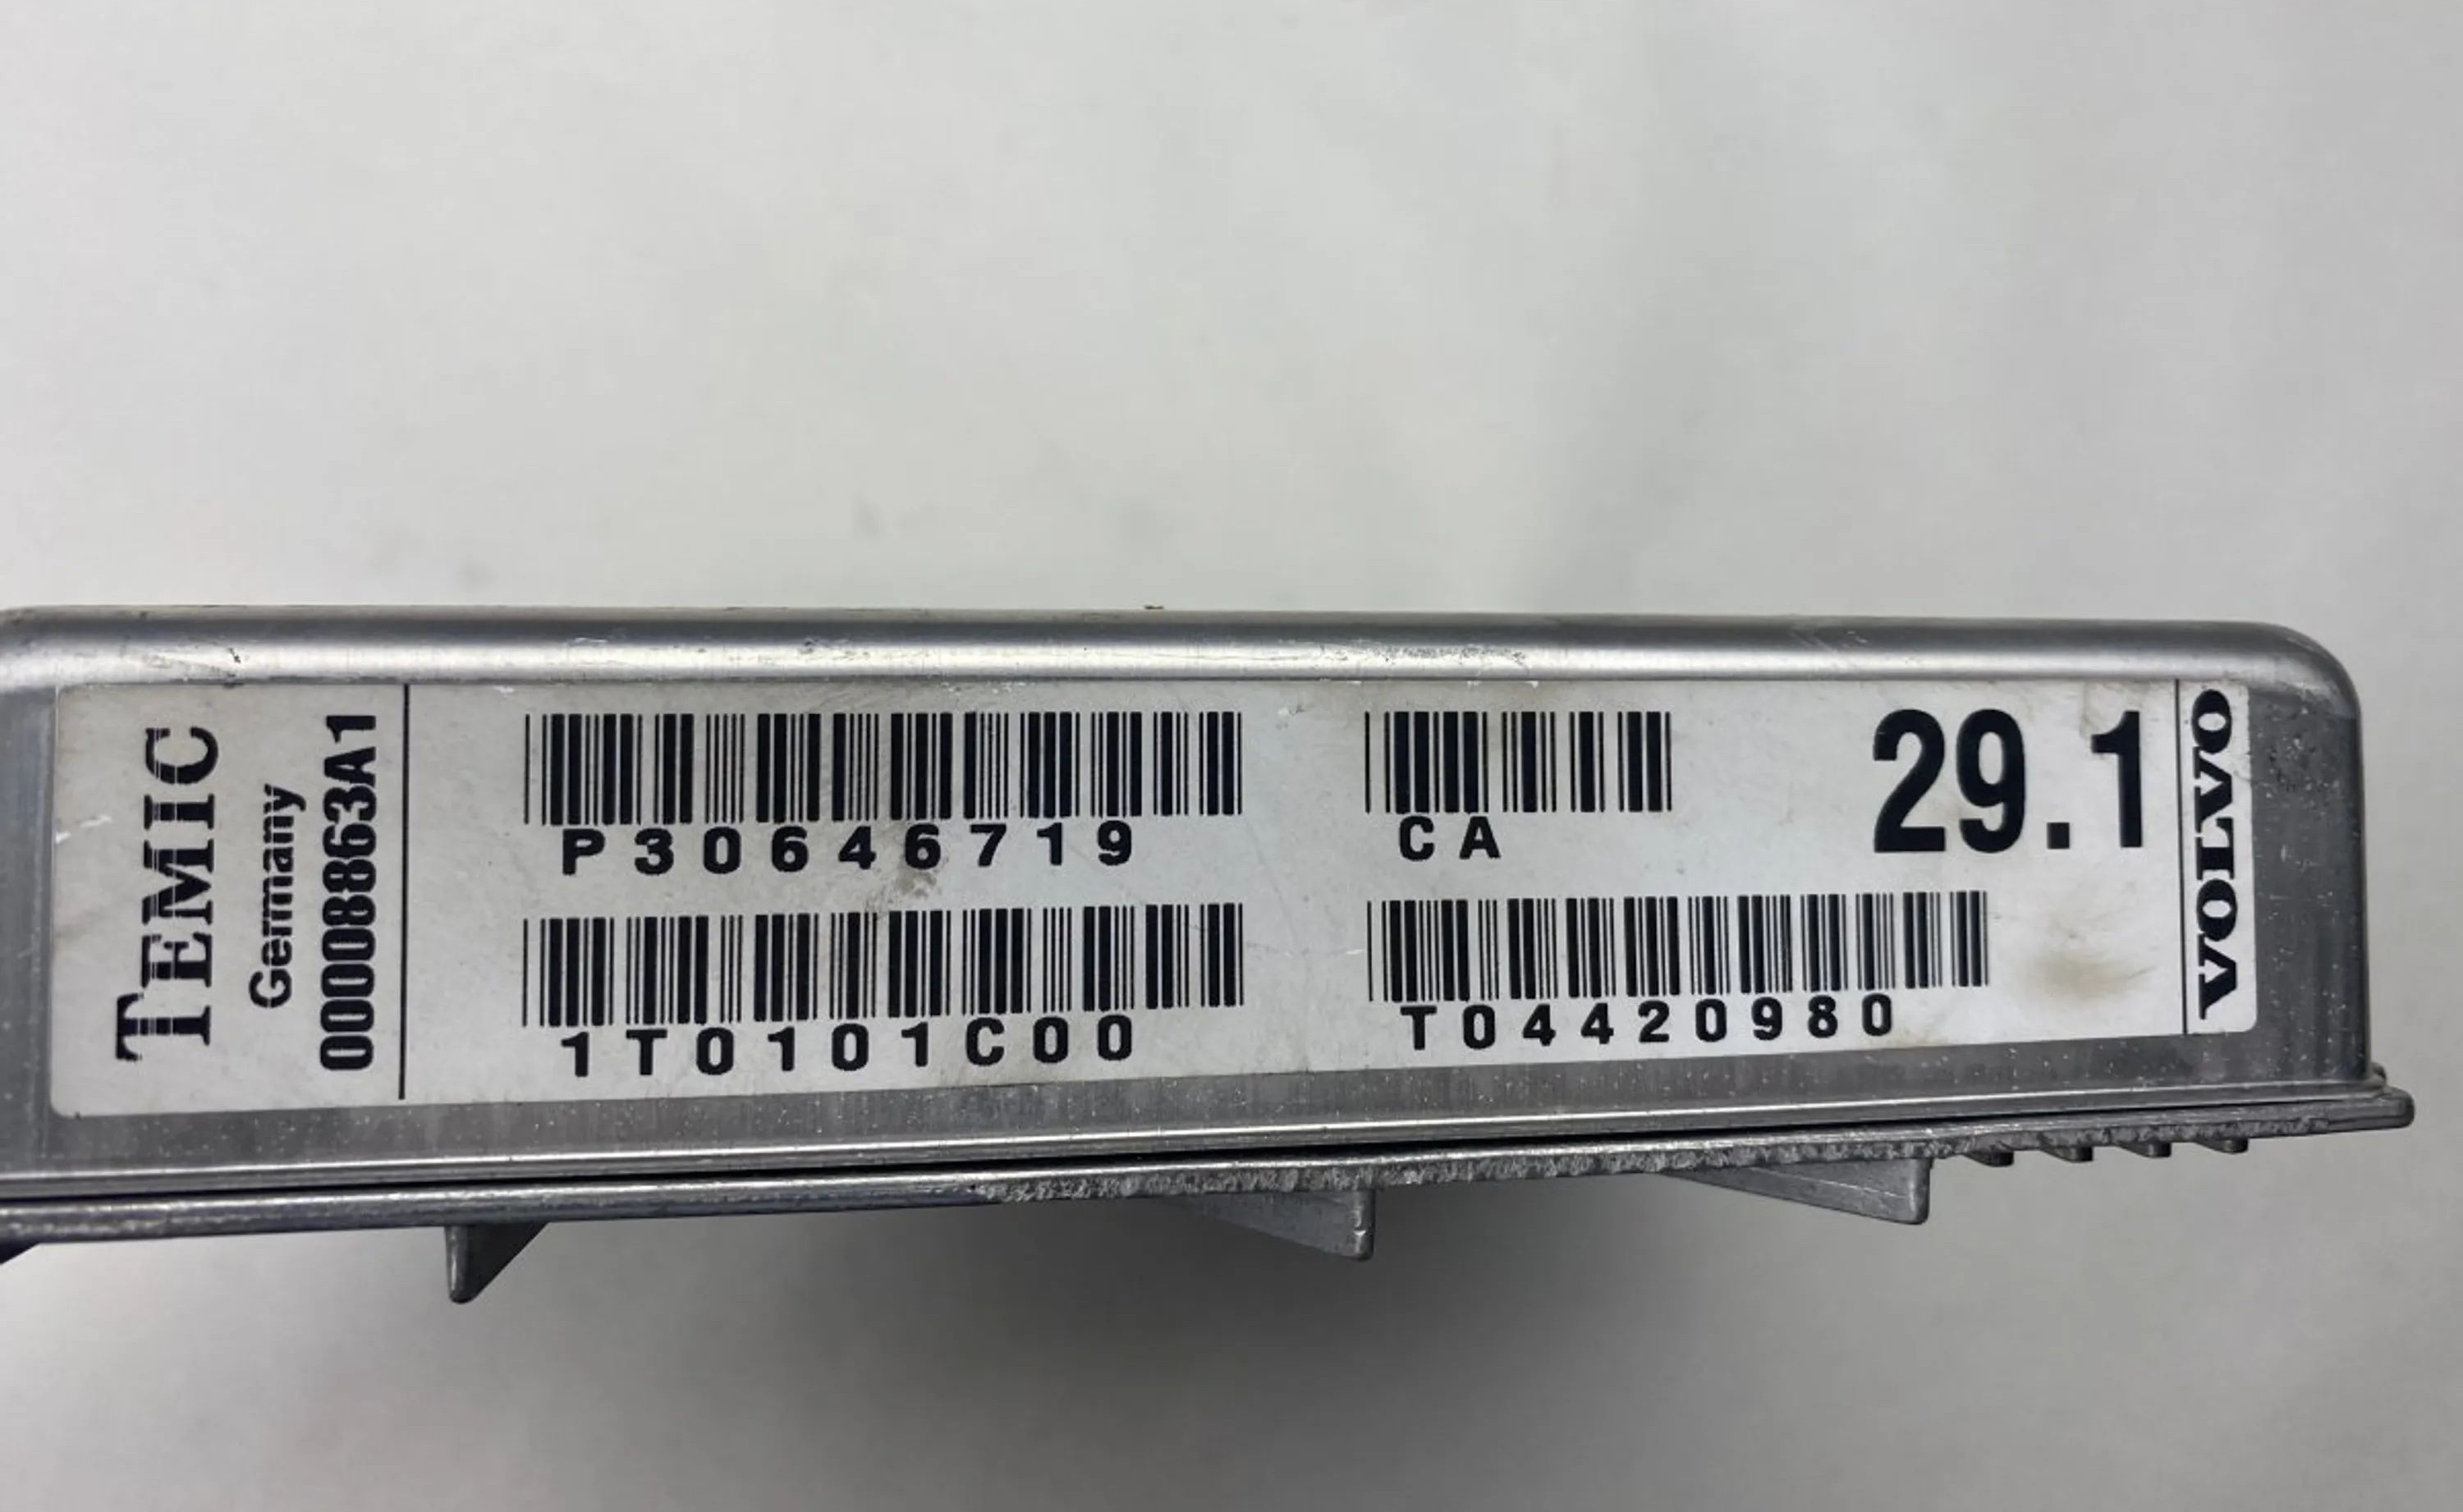 TEMIC
Germany
00008863A1
P30646719
CA
29.1
1T0101C00
T04420980
VOLVO